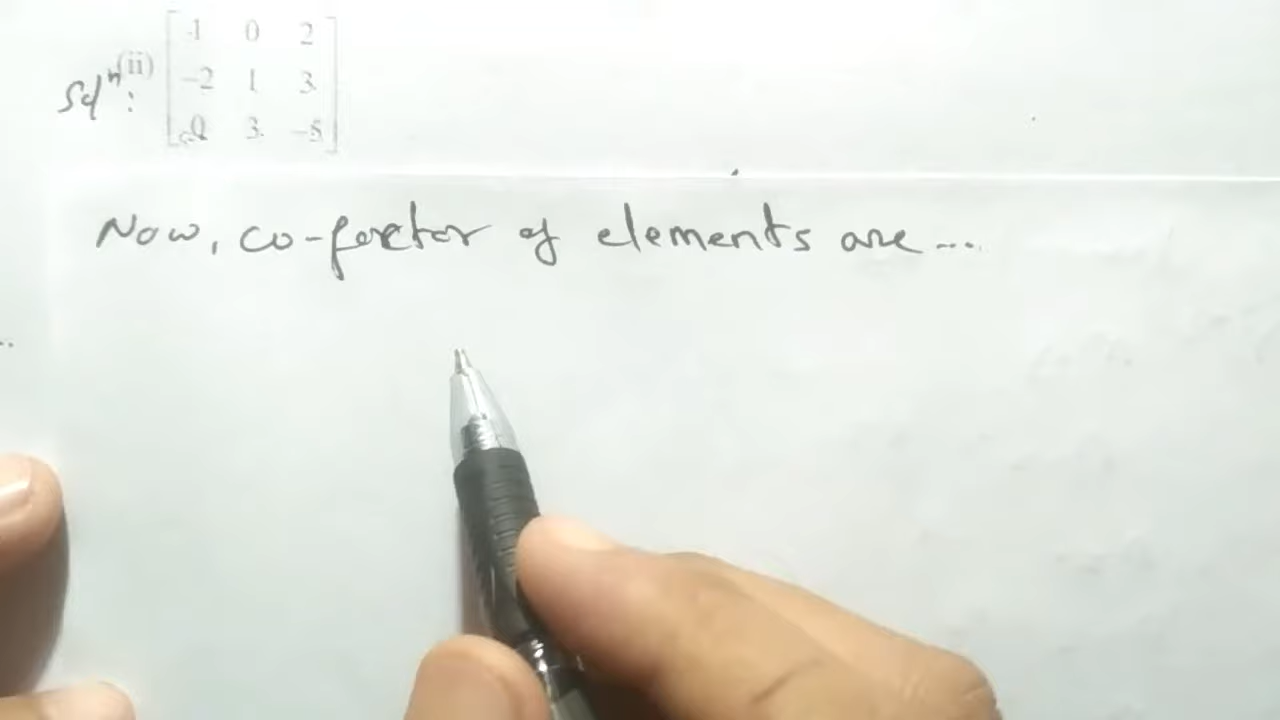 (ii)
1 0 2
-2 1 3
0 3 -5
Solⁿ:
Now, co-factor of elements are ....
..